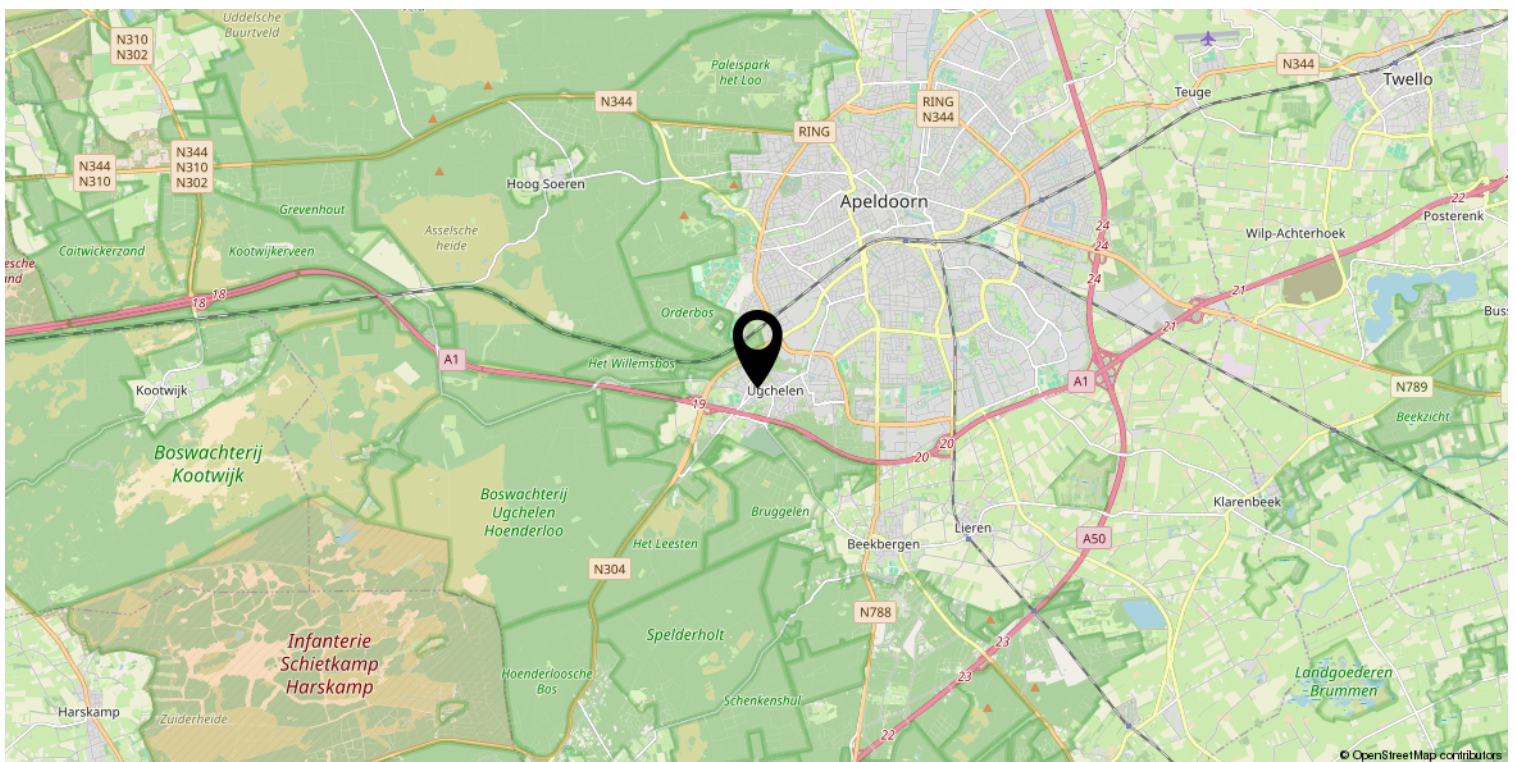 Uddelsche
Buurtveld
N310
N302
Paleispark
het Loo
N344
Twello
Teuge
N344
RING
N344
RING
N344
N310
N344
N310
N302
Hoog Soeren
Apeldoorn
22
Posterenk
Grevenhout
Asselsche
heide
Caitwickerzand
Kootwijkerveen
24
24
24
Wilp-Achterhoek
esche
und
18
18
21
21
Orderbos
Buss
A1
Het Willemsbos
Kootwijk
Ugchelen
A1
N789
19
Beekzicht
Boswachterij
Kootwijk
20
20
Boswachterij
Ugchelen
Hoenderloo
Bruggelen
Klarenbeek
Lieren
Het Leesten
Beekbergen
A50
N304
N788
Infanterie
Schietkamp
Harskamp
Spelderholt
23
23
Hoenderloosche
Bos
Landgoederen
Brummen
Schenkenshul
Harskamp
Zuiderheide
22
© OpenStreetMap contributors